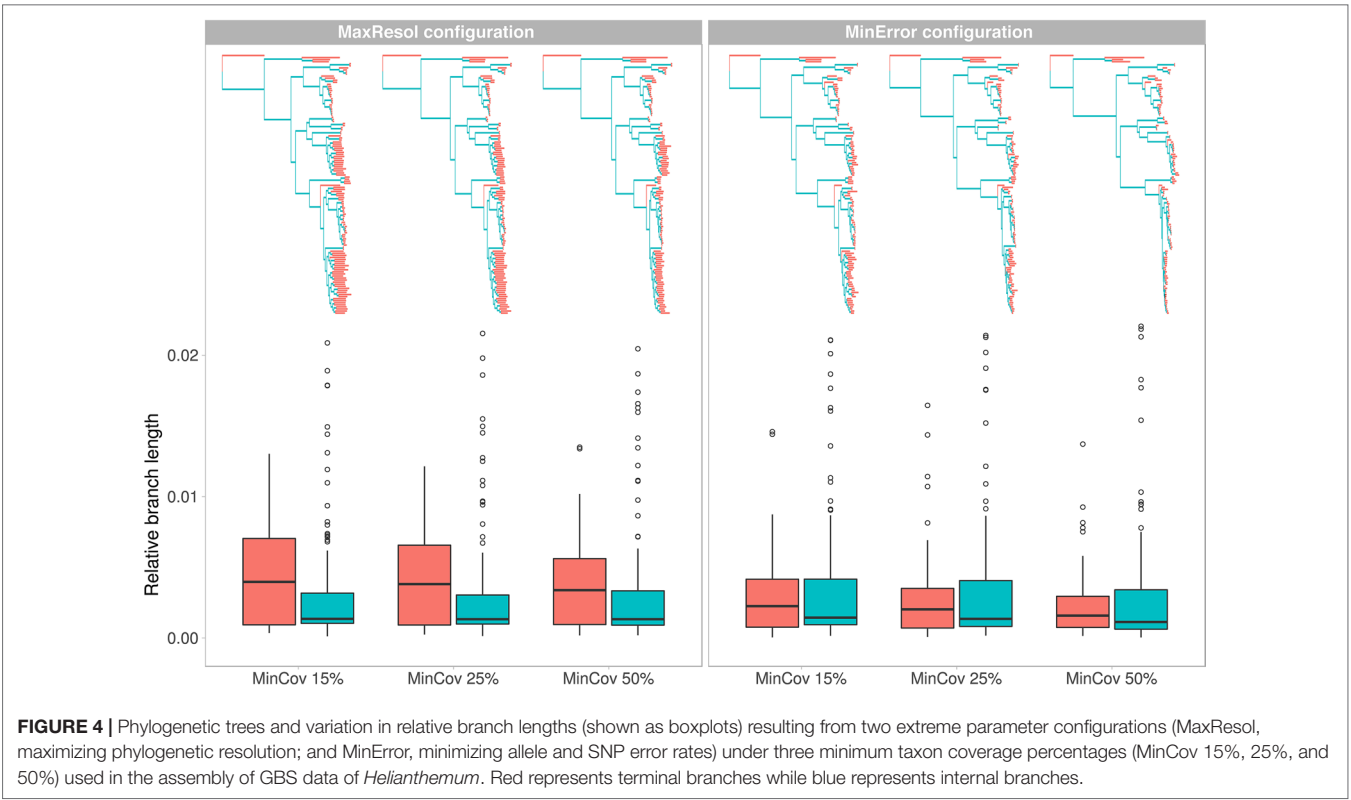 MaxResol configuration MinError configuration
0.02
0.01
0.00
Relative branch length
MinCov 15% MinCov 25% MinCov 50% MinCov 15% MinCov 25% MinCov 50%
FIGURE 4 | Phylogenetic trees and variation in relative branch lengths (shown as boxplots) resulting from two extreme parameter configurations (MaxResol,
maximizing phylogenetic resolution; and MinError, minimizing allele and SNP error rates) under three minimum taxon coverage percentages (MinCov 15%, 25%, and
50%) used in the assembly of GBS data of Helianthemum. Red represents terminal branches while blue represents internal branches.